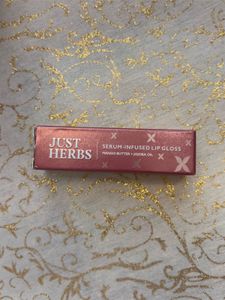 JUST
HERBS
SERUM-INFUSED LIP GLOSS
MANGO BUTTER + JOJOBA OIL